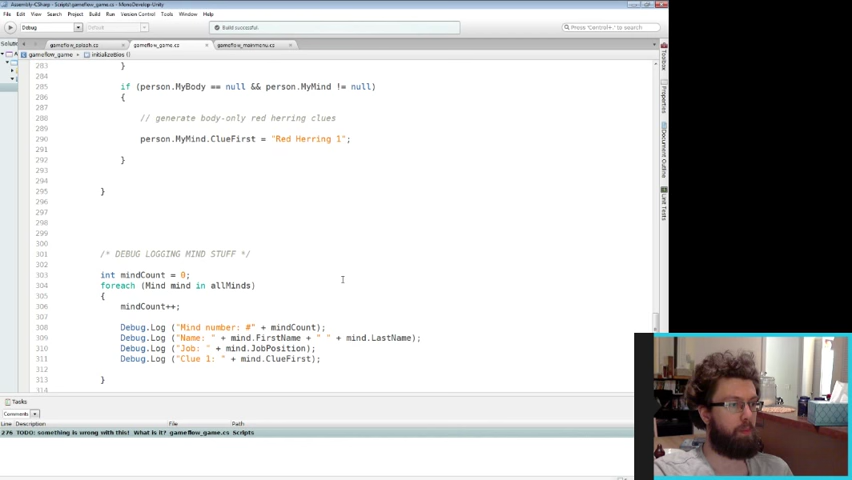 Assembly-CSharp - Scripts\gameflow_game.cs - MonoDevelop-Unity
File Edit View Search Project Build Run Version Control Tools Window Help
Debug Default Build successful. Press 'Control+,' to search
gameflow_splash.cs gameflow_game.cs gameflow_mainmenu.cs
gameflow_game initializeBios ()
Toolbox
Properties
Document Outline
Unit Tests
283 }
284
285 if (person.MyBody == null && person.MyMind != null)
286 {
287
288 // generate body-only red herring clues
289
290 person.MyMind.ClueFirst = "Red Herring 1";
291
292 }
293
294
295 }
296
297
298
299
300
301 /* DEBUG LOGGING MIND STUFF */
302
303 int mindCount = 0;
304 foreach (Mind mind in allMinds)
305 {
306 mindCount++;
307
308 Debug.Log ("Mind number: #" + mindCount);
309 Debug.Log ("Name: " + mind.FirstName + " " + mind.LastName);
310 Debug.Log ("Job: " + mind.JobPosition);
311 Debug.Log ("Clue 1: " + mind.ClueFirst);
312
313 }
314
Tasks
Comments
Line Description File Path
276 TODO: something is wrong with this! What is it? gameflow_game.cs Scripts